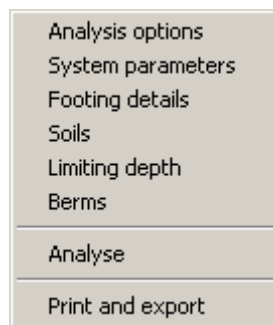 Analysis options
System parameters
Footing details
Soils
Limiting depth
Berms
Analyse
Print and export